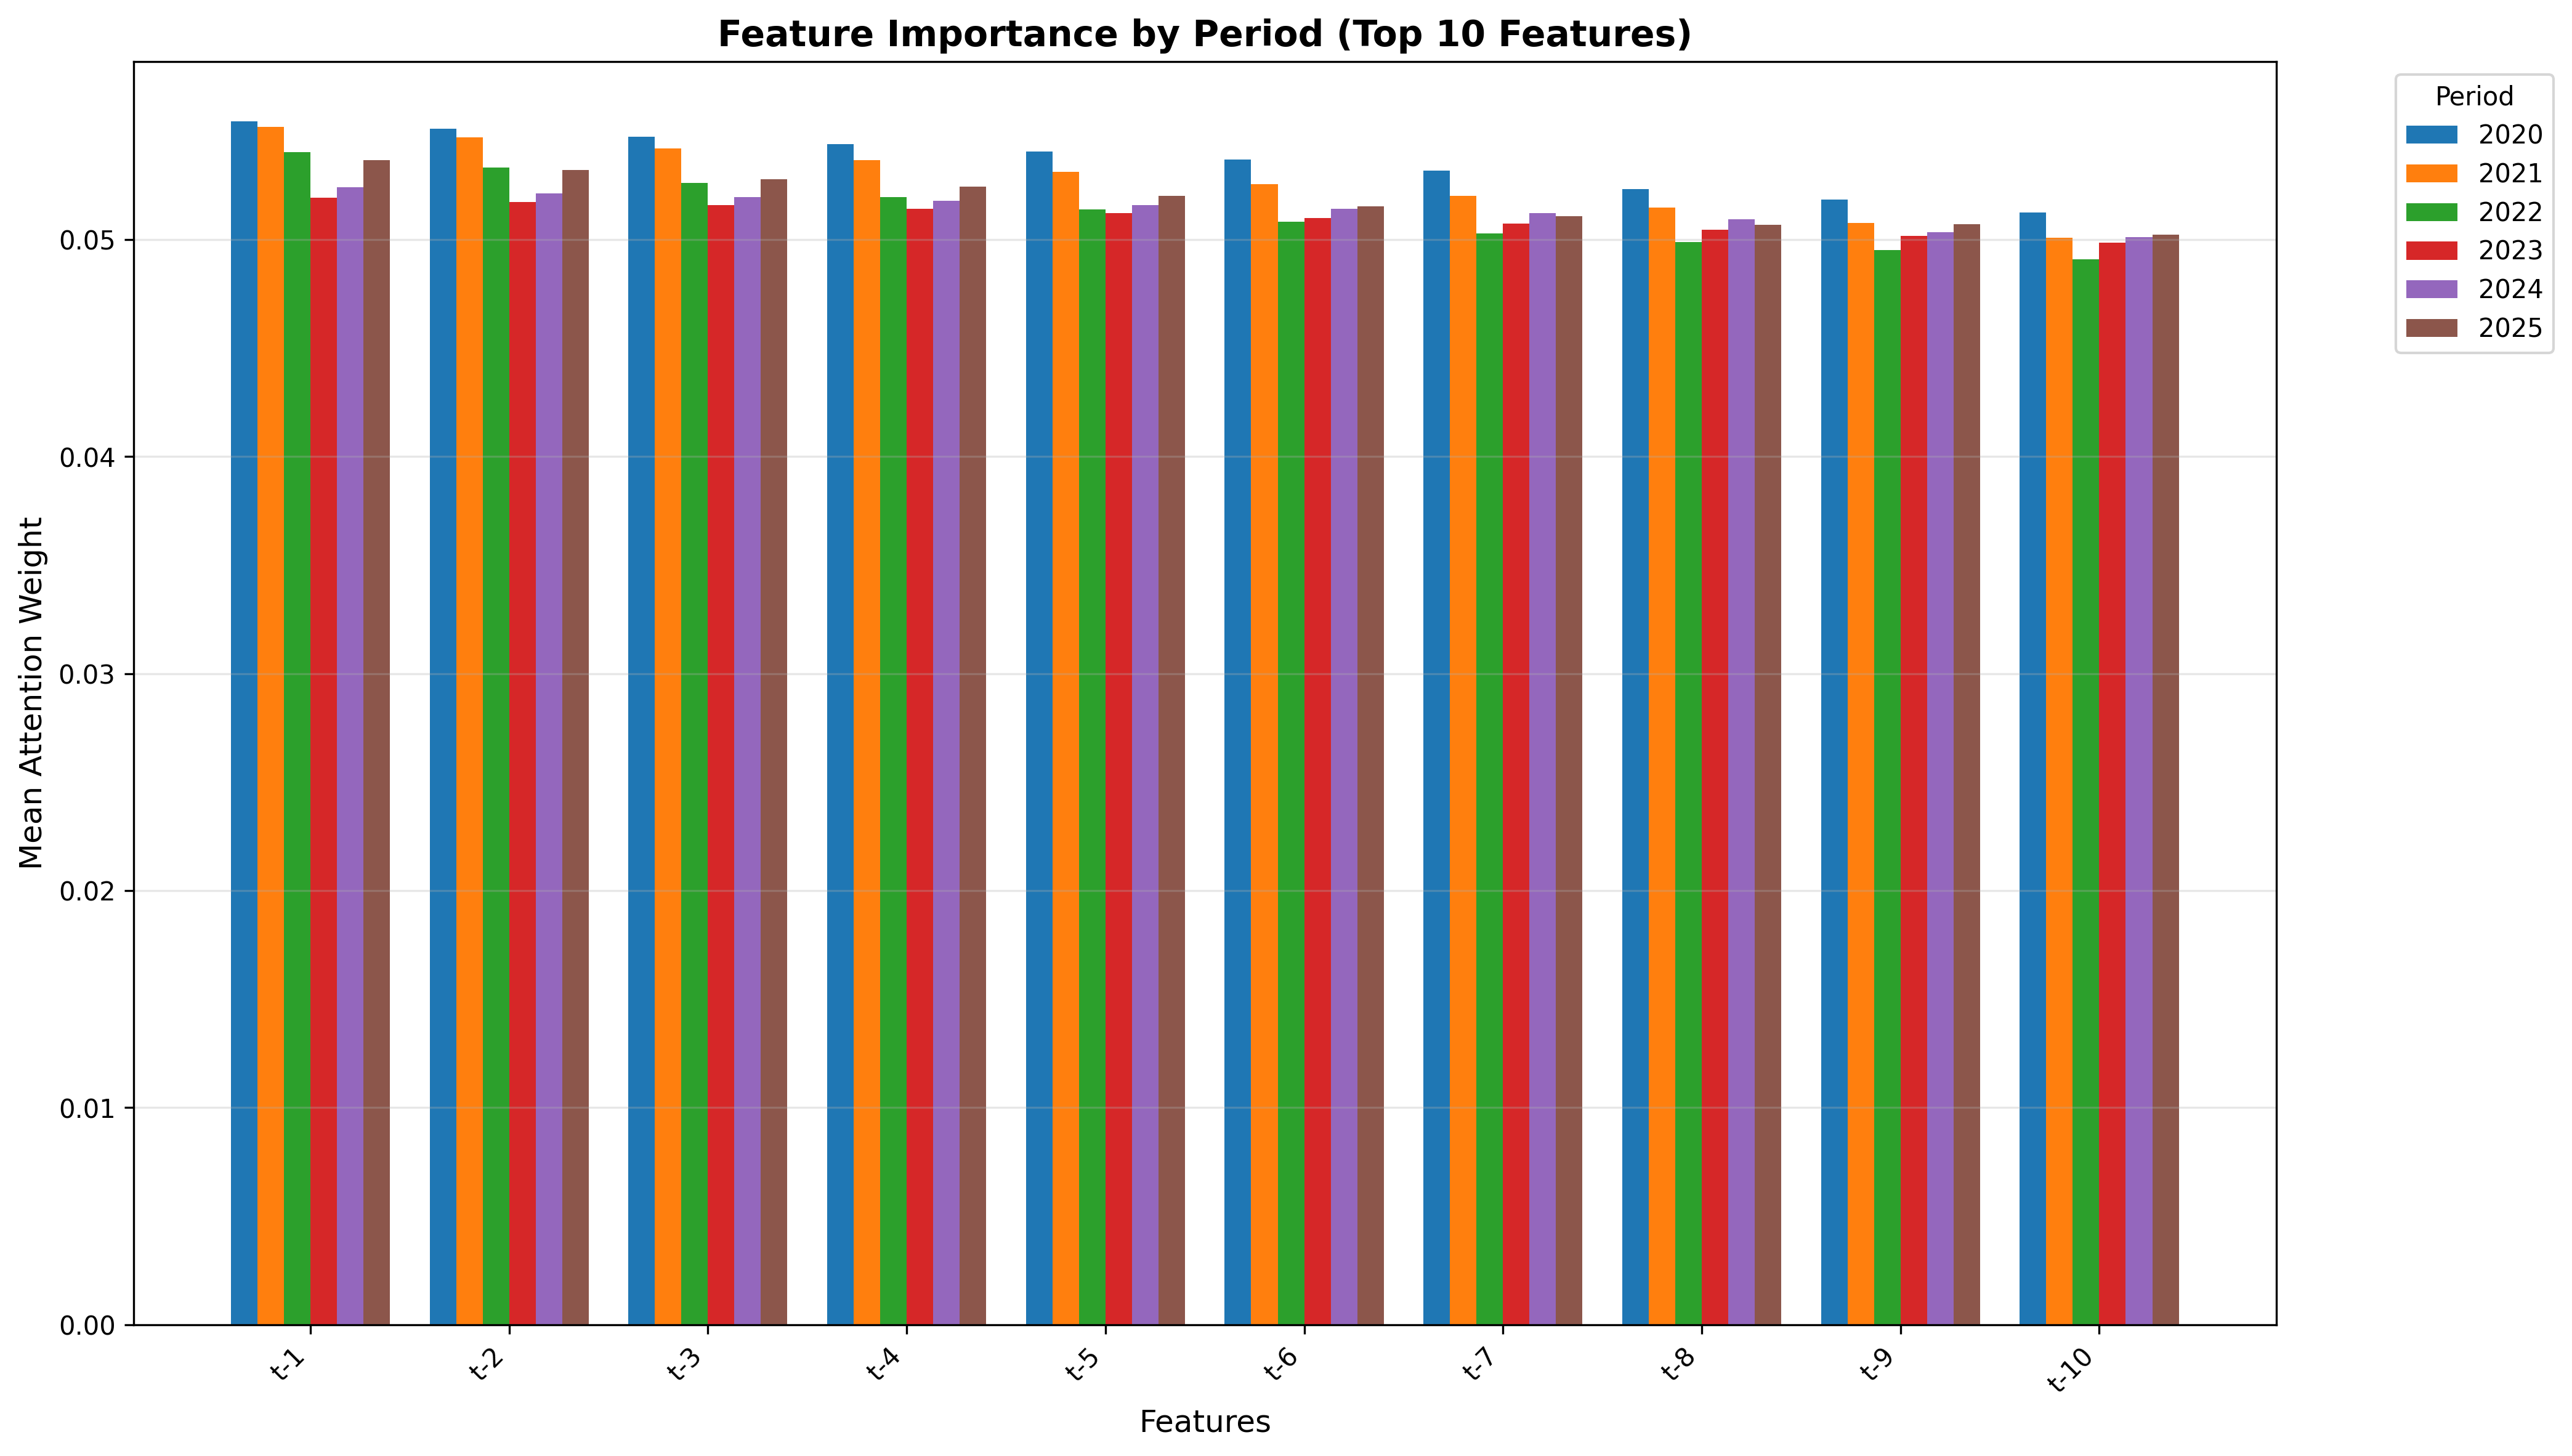 Feature Importance by Period (Top 10 Features)
Period
2020
2021
2022
2023
2024
2025
Mean Attention Weight
0.05
0.04
0.03
0.02
0.01
0.00
t-1
t-2
t-3
t-4
t-5
t-6
t-7
t-8
t-9
t-10
Features